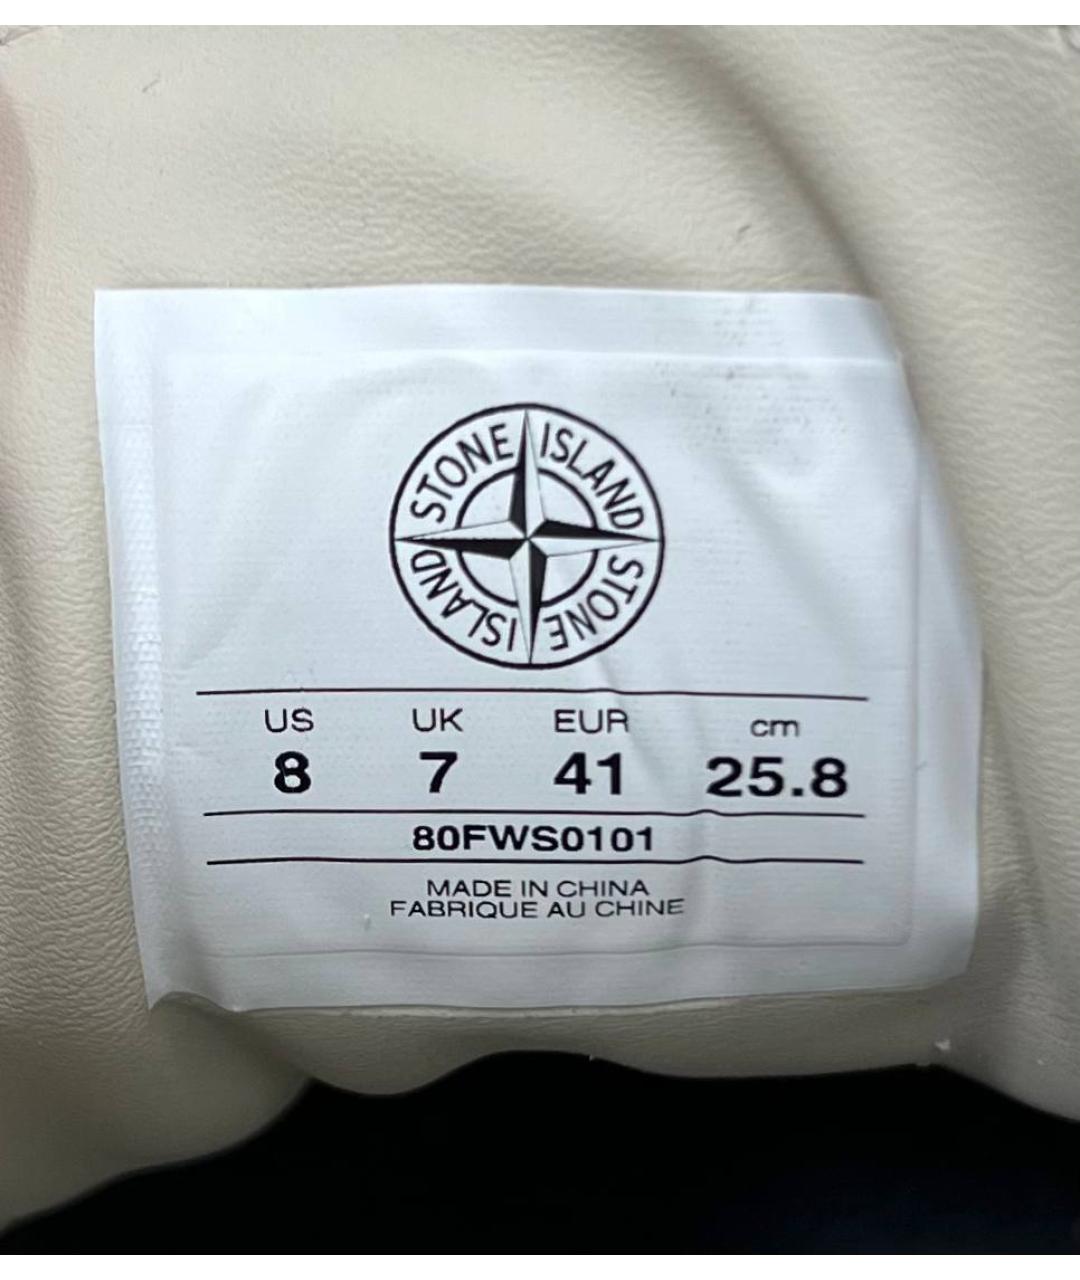 STONE ISLAND STONE ISLAND
US UK EUR cm
8 7 41 25.8
80FWS0101
MADE IN CHINA
FABRIQUE AU CHINE